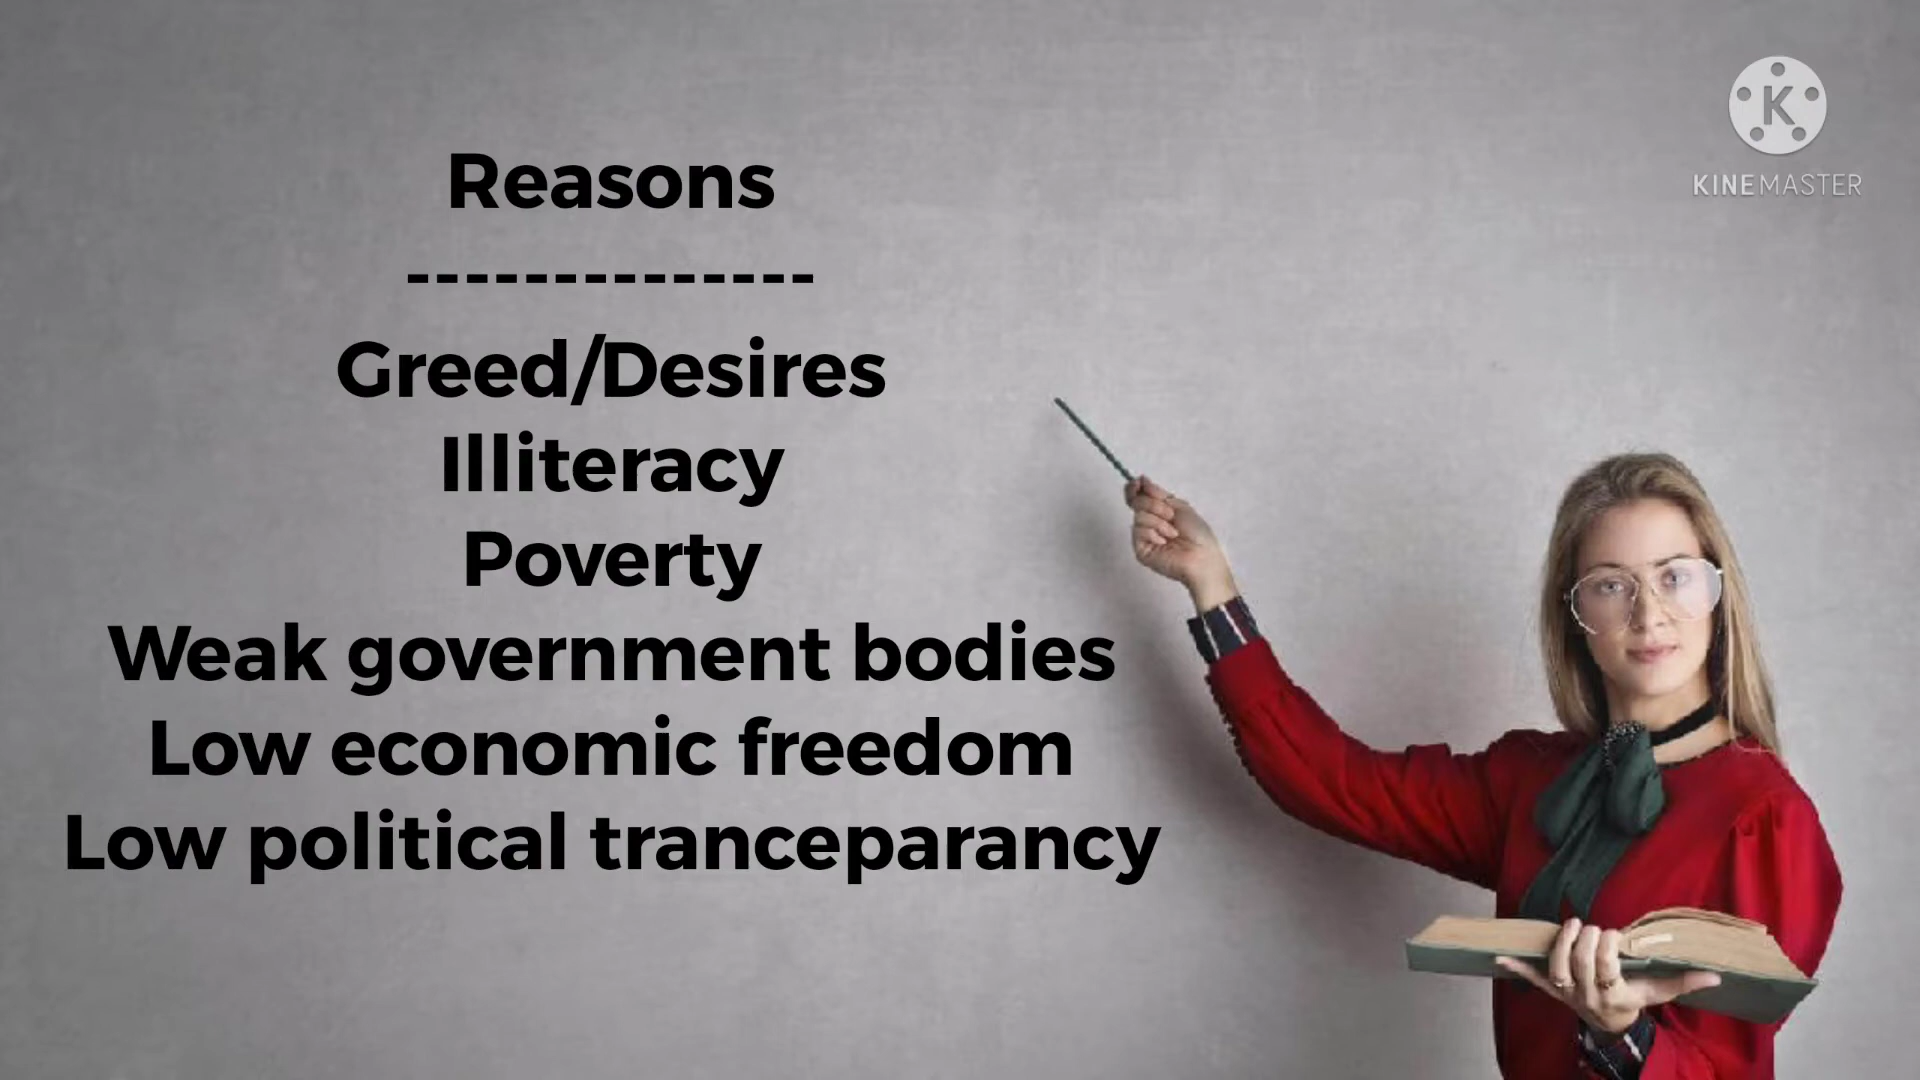 Reasons
--------------
Greed/Desires
Illiteracy
Poverty
Weak government bodies
Low economic freedom
Low political tranceparancy
K
KINEMASTER